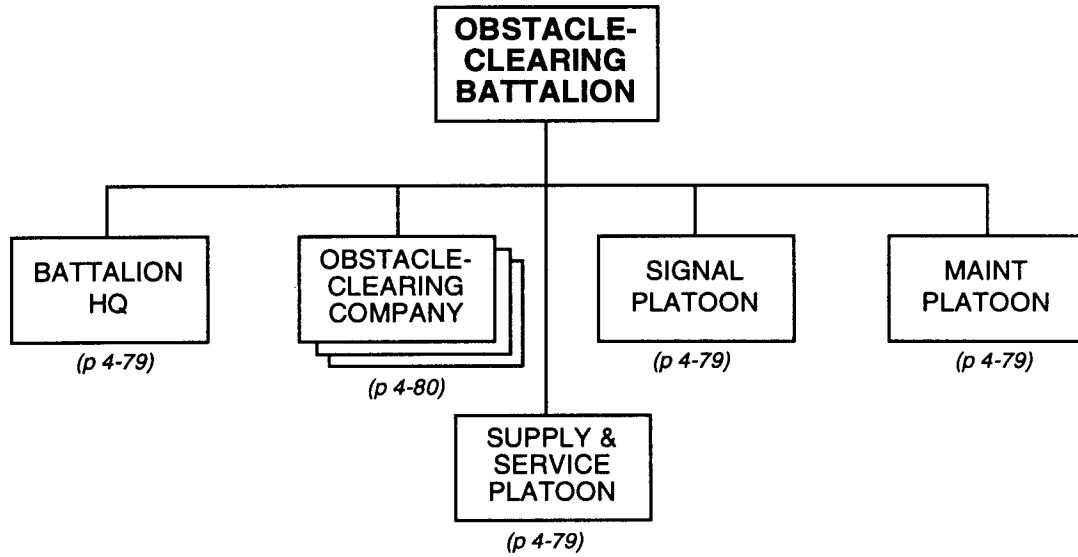 OBSTACLE-
CLEARING
BATTALION
BATTALION
HQ
(p 4-79)
OBSTACLE-
CLEARING
COMPANY
(p 4-80)
SIGNAL
PLATOON
(p 4-79)
MAINT
PLATOON
(p 4-79)
SUPPLY &
SERVICE
PLATOON
(p 4-79)